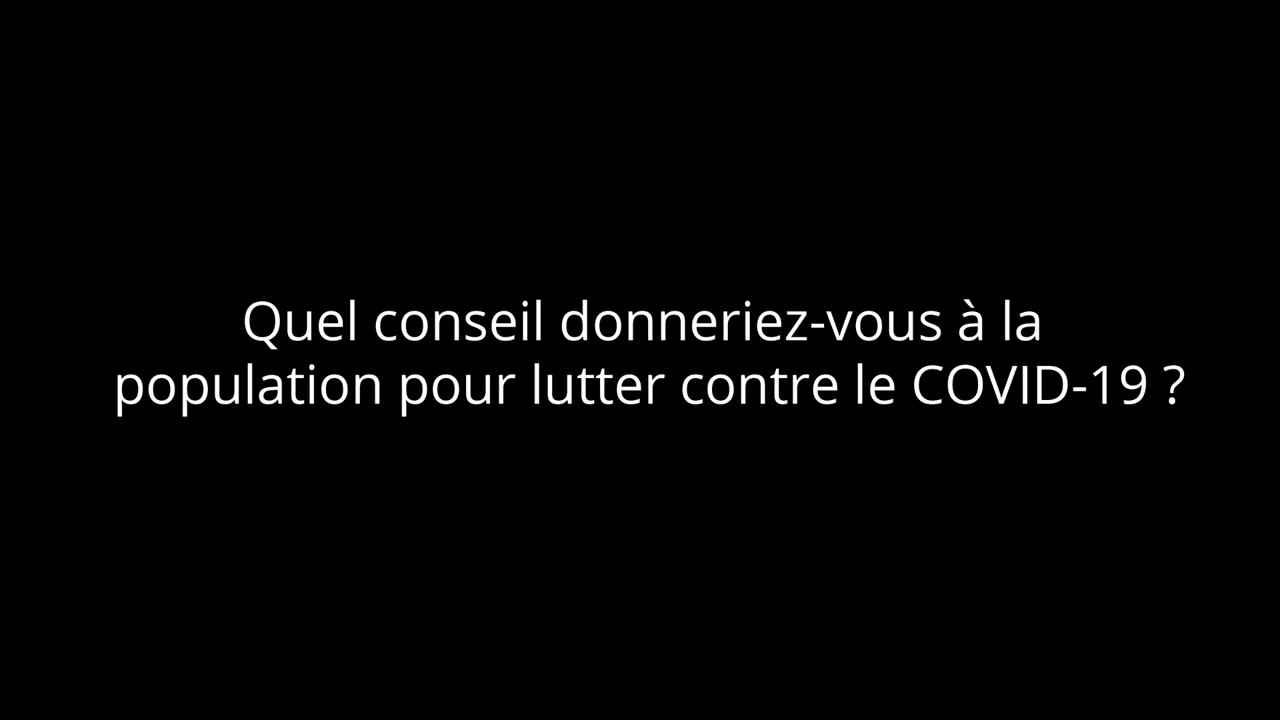 Quel conseil donneriez-vous à la
population pour lutter contre le COVID-19 ?